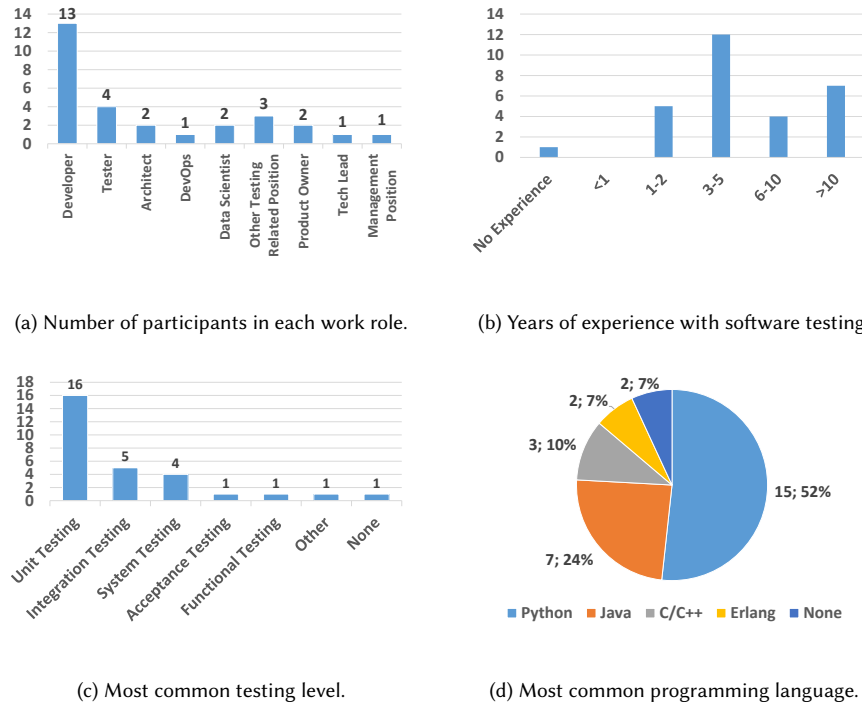 14
12
10
8
6
4
2
0
13
4
2
1
2
3
2
1
1
Developer
Tester
Architect
DevOps
Data Scientist
Other Testing
Related Position
Product Owner
Tech Lead
Management
Position
(a) Number of participants in each work role.
14
12
10
8
6
4
2
0
No Experience
<1
1-2
3-5
6-10
>10
(b) Years of experience with software testing
18
16
14
12
10
8
6
4
2
0
16
5
4
1
1
1
1
Unit Testing
Integration Testing
System Testing
Acceptance Testing
Functional Testing
Other
None
(c) Most common testing level.
2; 7%
2; 7%
3; 10%
15; 52%
7; 24%
Python Java C/C++ Erlang None
(d) Most common programming language.